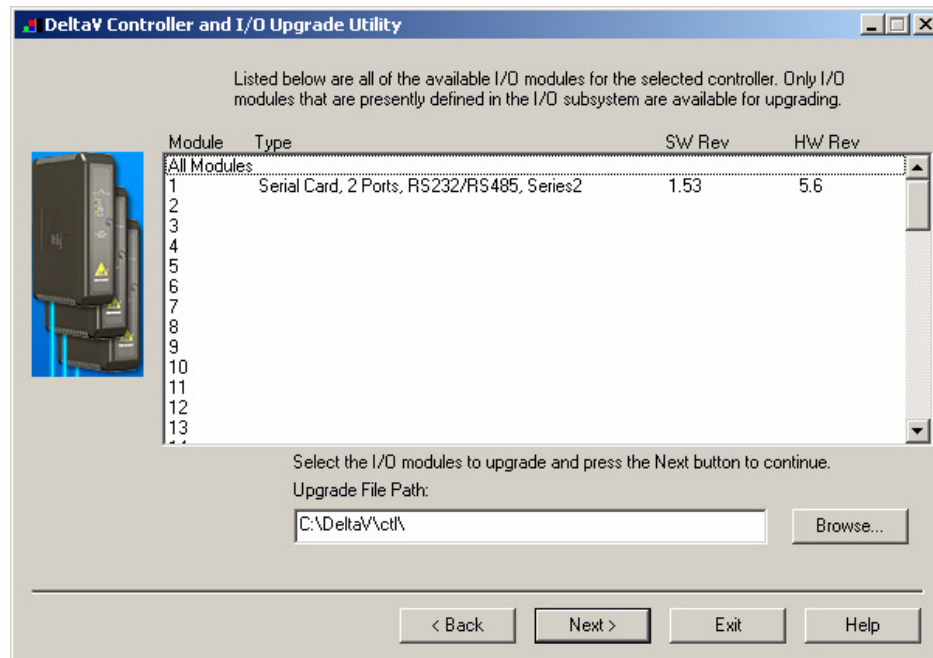 DeltaV Controller and I/O Upgrade Utility
Listed below are all of the available I/O modules for the selected controller. Only I/O
modules that are presently defined in the I/O subsystem are available for upgrading.
Module Type SW Rev HW Rev
All Modules
1 Serial Card, 2 Ports, RS232/RS485, Series2 1.53 5.6
2
3
4
5
6
7
8
9
10
11
12
13
Select the I/O modules to upgrade and press the Next button to continue.
Upgrade File Path:
C:\DeltaV\ctl\
Browse...
< Back Next > Exit Help